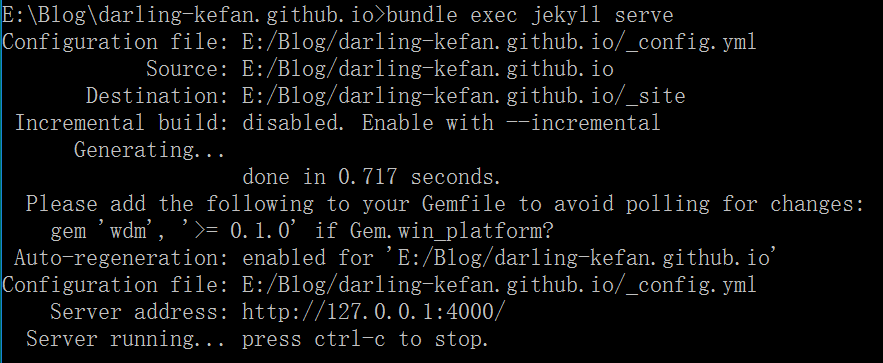 E:\Blog\darling-kefan.github.io>bundle exec jekyll serve
Configuration file: E:/Blog/darling-kefan.github.io/_config.yml
Source: E:/Blog/darling-kefan.github.io
Destination: E:/Blog/darling-kefan.github.io/_site
Incremental build: disabled. Enable with --incremental
Generating...
done in 0.717 seconds.
Please add the following to your Gemfile to avoid polling for changes:
gem 'wdm', '>= 0.1.0' if Gem.win_platform?
Auto-regeneration: enabled for 'E:/Blog/darling-kefan.github.io'
Configuration file: E:/Blog/darling-kefan.github.io/_config.yml
Server address: http://127.0.0.1:4000/
Server running... press ctrl-c to stop.